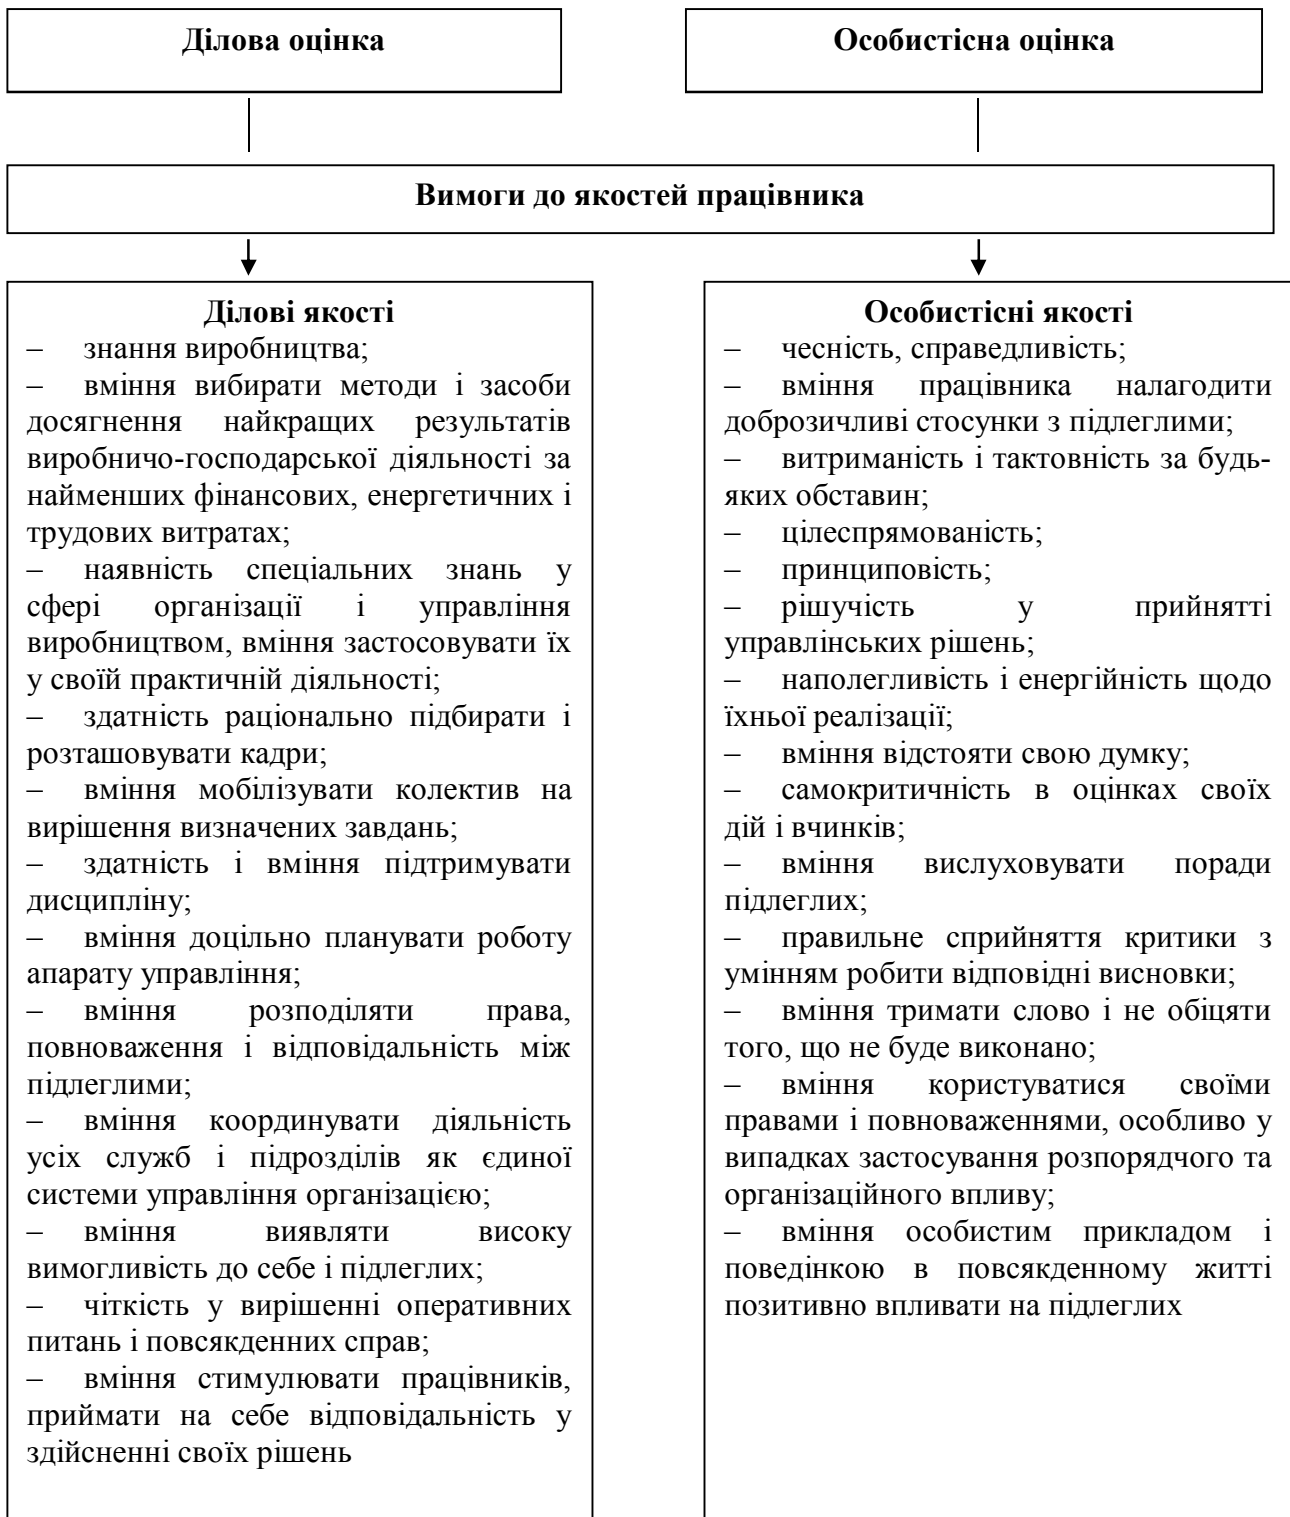 Ділова оцінка
Особистісна оцінка
Вимоги до якостей працівника
Ділові якості
– знання виробництва;
– вміння вибирати методи і засоби
досягнення найкращих результатів
виробничо-господарської діяльності за
найменших фінансових, енергетичних і
трудових витратах;
– наявність спеціальних знань у
сфері організації і управління
виробництвом, вміння застосовувати їх
у своїй практичній діяльності;
– здатність раціонально підбирати і
розташовувати кадри;
– вміння мобілізувати колектив на
вирішення визначених завдань;
– здатність і вміння підтримувати
дисципліну;
– вміння доцільно планувати роботу
апарату управління;
– вміння розподіляти права,
повноваження і відповідальність між
підлеглими;
– вміння координувати діяльність
усіх служб і підрозділів як єдиної
системи управління організацією;
– вміння виявляти високу
вимогливість до себе і підлеглих;
– чіткість у вирішенні оперативних
питань і повсякденних справ;
– вміння стимулювати працівників,
приймати на себе відповідальність у
здійсненні своїх рішень
Особистісні якості
– чесність, справедливість;
– вміння працівника налагодити
доброзичливі стосунки з підлеглими;
– витриманість і тактовність за будь-
яких обставин;
– цілеспрямованість;
– принциповість;
– рішучість у прийнятті
управлінських рішень;
– наполегливість і енергійність щодо
їхньої реалізації;
– вміння відстояти свою думку;
– самокритичність в оцінках своїх
дій і вчинків;
– вміння вислуховувати поради
підлеглих;
– правильне сприйняття критики з
умінням робити відповідні висновки;
– вміння тримати слово і не обіцяти
того, що не буде виконано;
– вміння користуватися своїми
правами і повноваженнями, особливо у
випадках застосування розпорядчого та
організаційного впливу;
– вміння особистим прикладом і
поведінкою в повсякденному житті
позитивно впливати на підлеглих